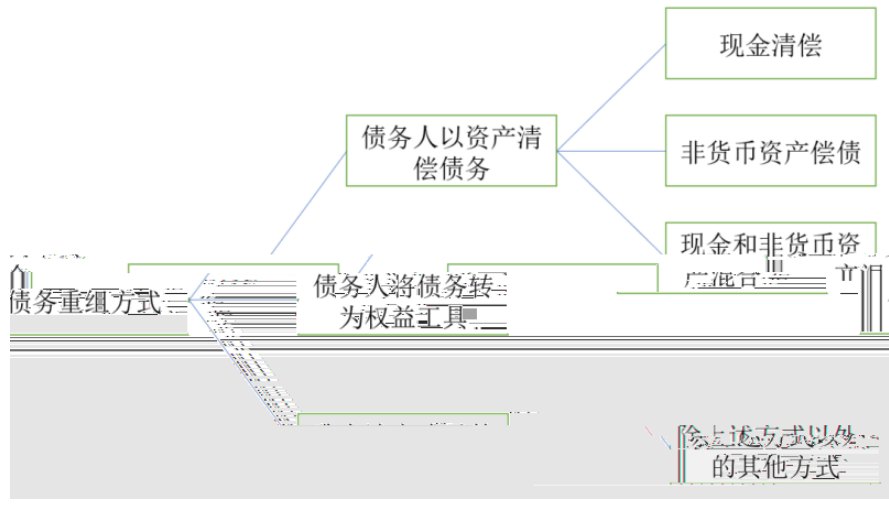 现金清偿
债务人以资产清
偿债务
非货币资产偿债
现金和非货币资
产混合
债务重组方式
债务人将债务转
为权益工具
除上述方式以外
的其他方式